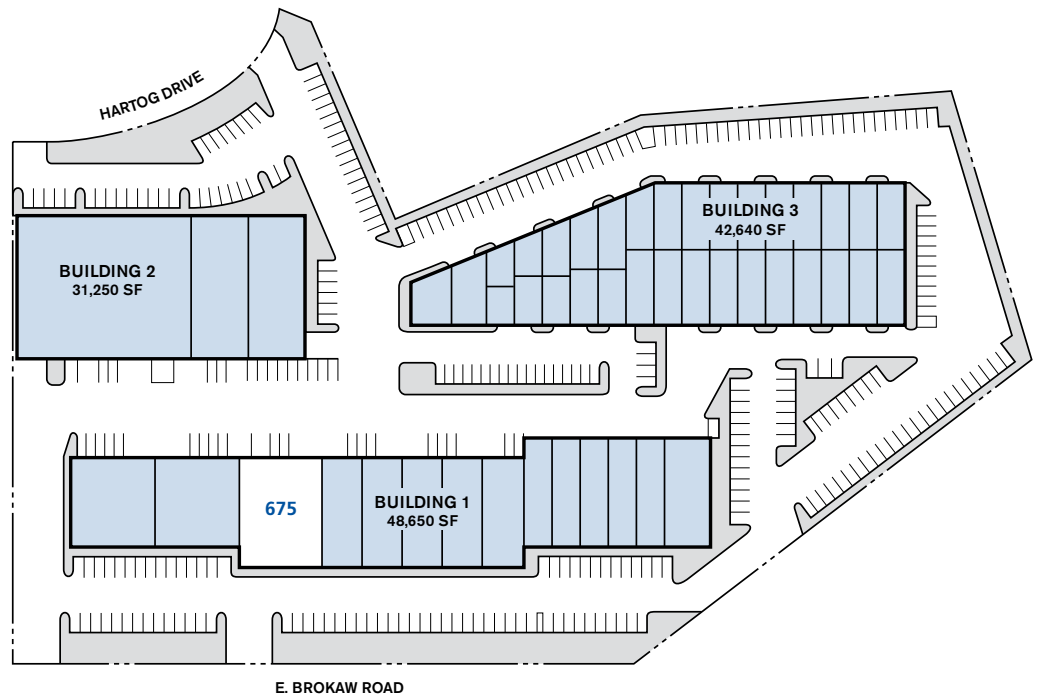 HARTOG DRIVE
BUILDING 3
42,640 SF
BUILDING 2
31,250 SF
675
BUILDING 1
48,650 SF
E. BROKAW ROAD